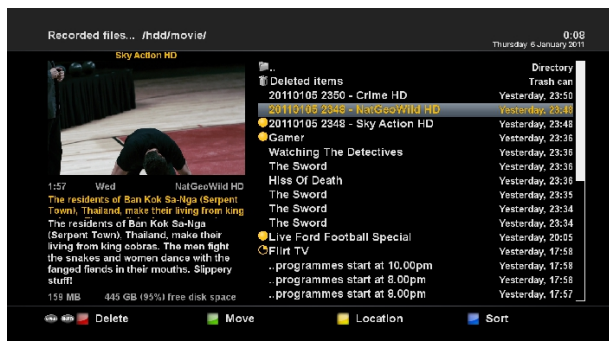 Recorded files... /hdd/movie/
0:08
Thursday 6 January 2011
Sky Action HD
.. Directory
Deleted items Trash can
20110105 2350 - Crime HD Yesterday, 23:50
20110105 2348 - NatGeoWild HD Yesterday, 23:48
20110105 2348 - Sky Action HD Yesterday, 23:48
Gamer Yesterday, 23:36
Watching The Detectives Yesterday, 23:36
The Sword Yesterday, 23:36
Hiss Of Death Yesterday, 23:36
The Sword Yesterday, 23:35
The Sword Yesterday, 23:34
The Sword Yesterday, 23:34
Live Ford Football Special Yesterday, 20:05
Flirt TV Yesterday, 17:58
..programmes start at 10.00pm Yesterday, 17:58
..programmes start at 8.00pm Yesterday, 17:58
..programmes start at 8.00pm Yesterday, 17:57
1:57 Wed NatGeoWild HD
The residents of Ban Kok Sa-Nga (Serpent
Town), Thailand, make their living from king
The residents of Ban Kok Sa-Nga
(Serpent Town), Thailand, make their
living from king cobras. The men fight
the snakes and women dance with the
fanged fiends in their mouths. Slippery
stuff!
159 MB 445 GB (95%) free disk space
Delete Move Location Sort